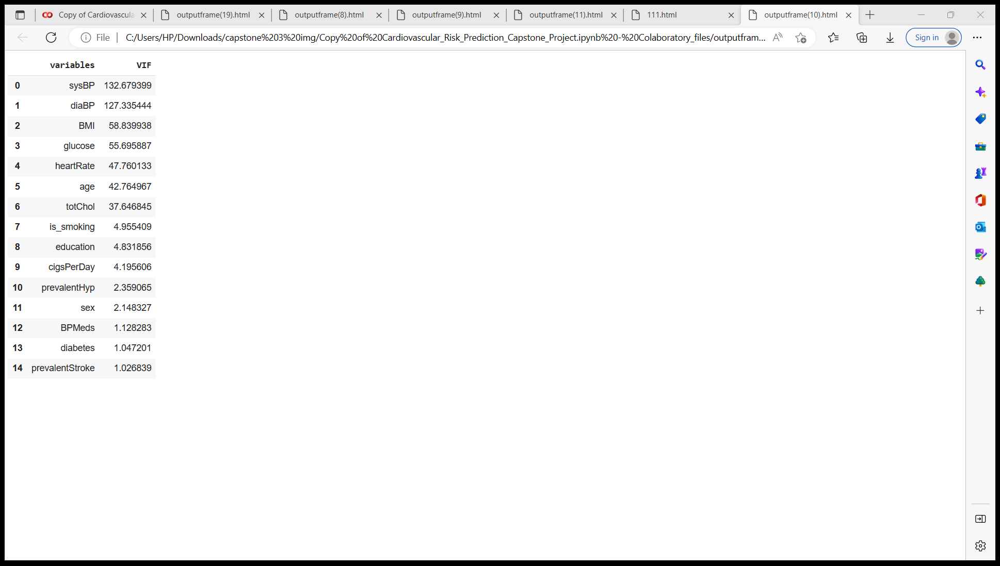 Copy of Cardiovascula
outputframe(19).html
outputframe(8).html
outputframe(9).html
outputframe(11).html
111.html
outputframe(10).html
File C:/Users/HP/Downloads/capstone%203%20img/Copy%20of%20Cardiovascular_Risk_Prediction_Capstone_Project.ipynb%20-%20Colaboratory_files/outputfram... Sign in
variables VIF
0 sysBP 132.679399
1 diaBP 127.335444
2 BMI 58.839938
3 glucose 55.695887
4 heartRate 47.760133
5 age 42.764967
6 totChol 37.646845
7 is_smoking 4.955409
8 education 4.831856
9 cigsPerDay 4.195606
10 prevalentHyp 2.359065
11 sex 2.148327
12 BPMeds 1.128283
13 diabetes 1.047201
14 prevalentStroke 1.026839